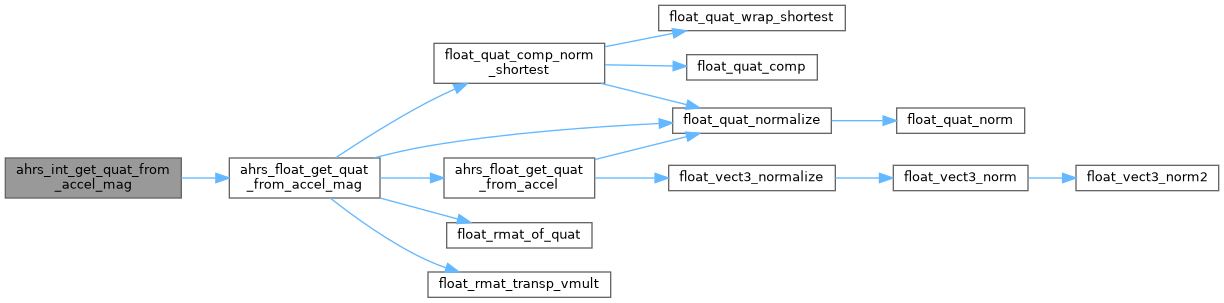 ahrs_int_get_quat_from
_accel_mag
ahrs_float_get_quat
_from_accel_mag
float_quat_comp_norm
_shortest
float_quat_wrap_shortest
float_quat_comp
float_quat_normalize
float_quat_norm
ahrs_float_get_quat
_from_accel
float_vect3_normalize
float_vect3_norm
float_vect3_norm2
float_rmat_of_quat
float_rmat_transp_vmult